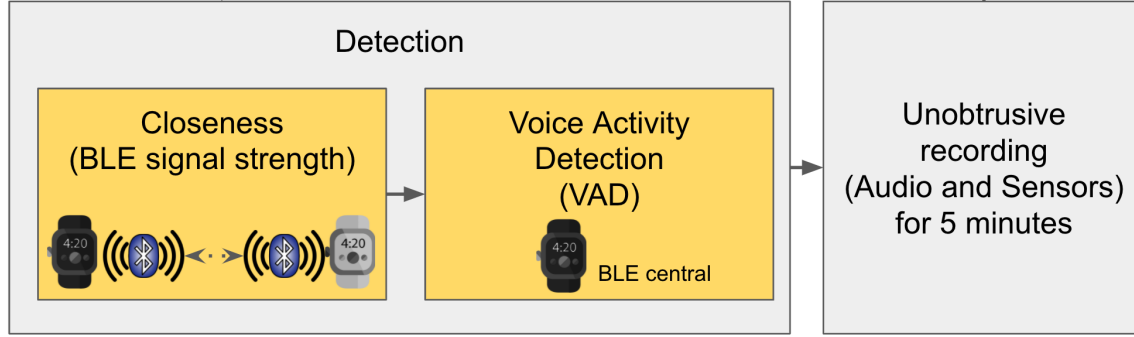 Detection
Closeness
(BLE signal strength)
4:20
4:20
Voice Activity
Detection
(VAD)
4:20
BLE central
Unobtrusive
recording
(Audio and Sensors)
for 5 minutes